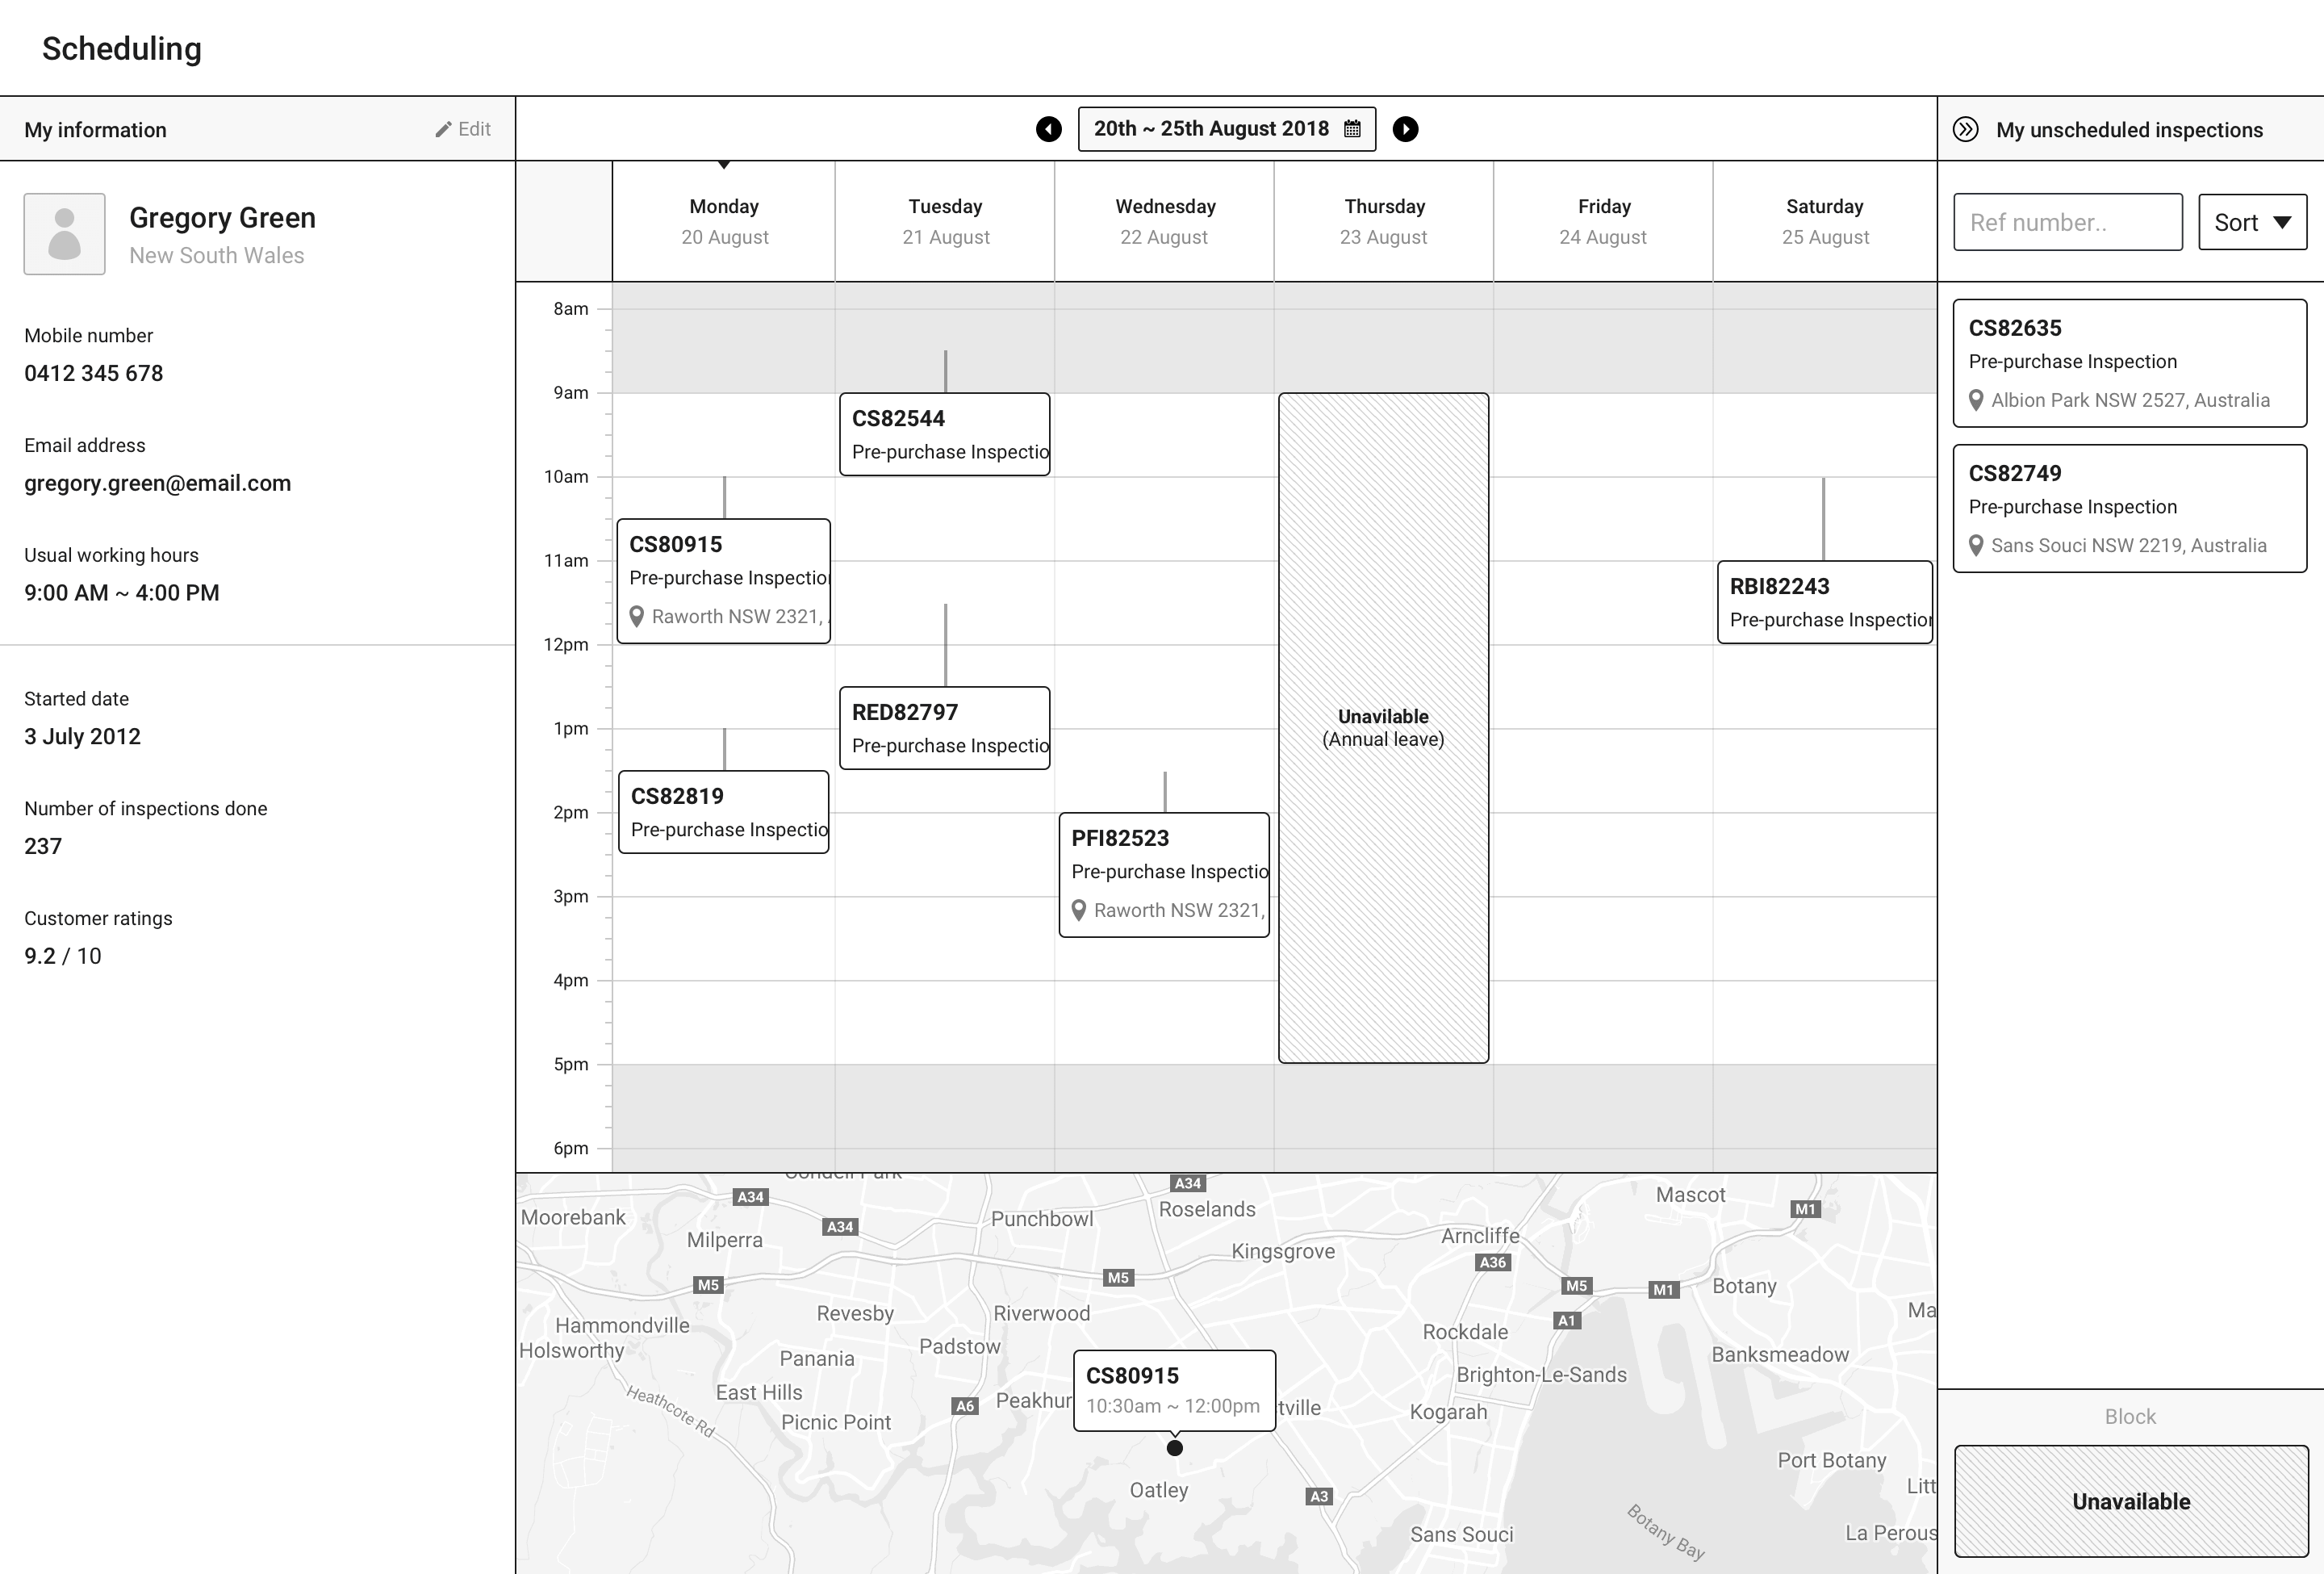 Scheduling
My information
Edit
Gregory Green
New South Wales
Mobile number
0412 345 678
Email address
gregory.green@email.com
Usual working hours
9:00 AM ~ 4:00 PM
Started date
3 July 2012
Number of inspections done
237
Customer ratings
9.2 / 10
20th ~ 25th August 2018
Monday
20 August
Tuesday
21 August
Wednesday
22 August
Thursday
23 August
Friday
24 August
Saturday
25 August
8am
9am
10am
11am
12pm
1pm
2pm
3pm
4pm
5pm
6pm
CS80915
Pre-purchase Inspection
Raworth NSW 2321,
CS82819
Pre-purchase Inspectio
CS82544
Pre-purchase Inspectio
RED82797
Pre-purchase Inspectio
PFI82523
Pre-purchase Inspectio
Raworth NSW 2321,
Unavilable
(Annual leave)
RBI82243
Pre-purchase Inspection
A34
A34
Mascot
M1
Moorebank
A34
Punchbowl
Roselands
Milperra
Kingsgrove
Arncliffe
A36
M5
M5
M5
M1
Botany
Revesby
Riverwood
A1
Ma
Hammondville
Holsworthy
Panania
Padstow
Rockdale
Banksmeadow
Brighton-Le-Sands
East Hills
Heathcote Rd
Picnic Point
A6
Peakhur
CS80915
10:30am ~ 12:00pm
tville
Kogarah
Oatley
A3
Port Botany
Litt
Sans Souci
Botany Bay
La Perous
My unscheduled inspections
Ref number..
Sort
CS82635
Pre-purchase Inspection
Albion Park NSW 2527, Australia
CS82749
Pre-purchase Inspection
Sans Souci NSW 2219, Australia
Block
Unavailable